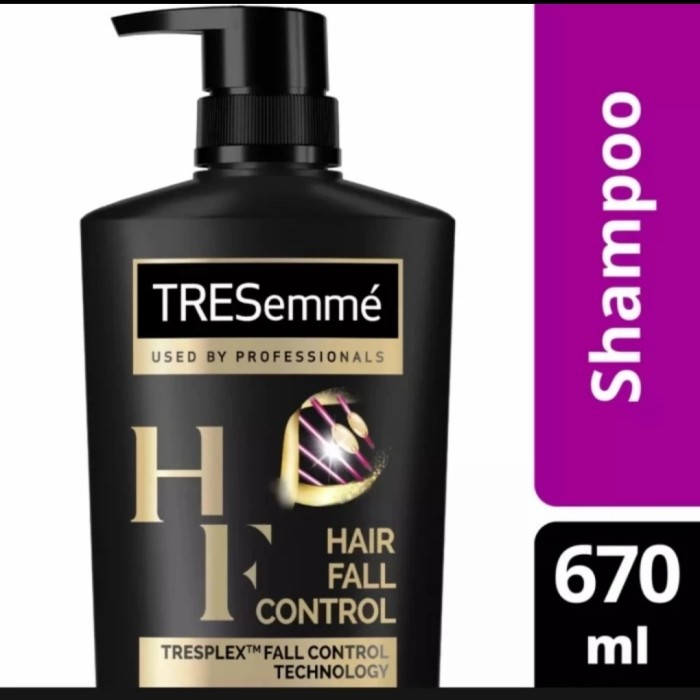 TRESemmé
USED BY PROFESSIONALS
HF
HAIR
FALL
CONTROL
TRESPLEX™ FALL CONTROL
TECHNOLOGY
Shampoo
670
ml